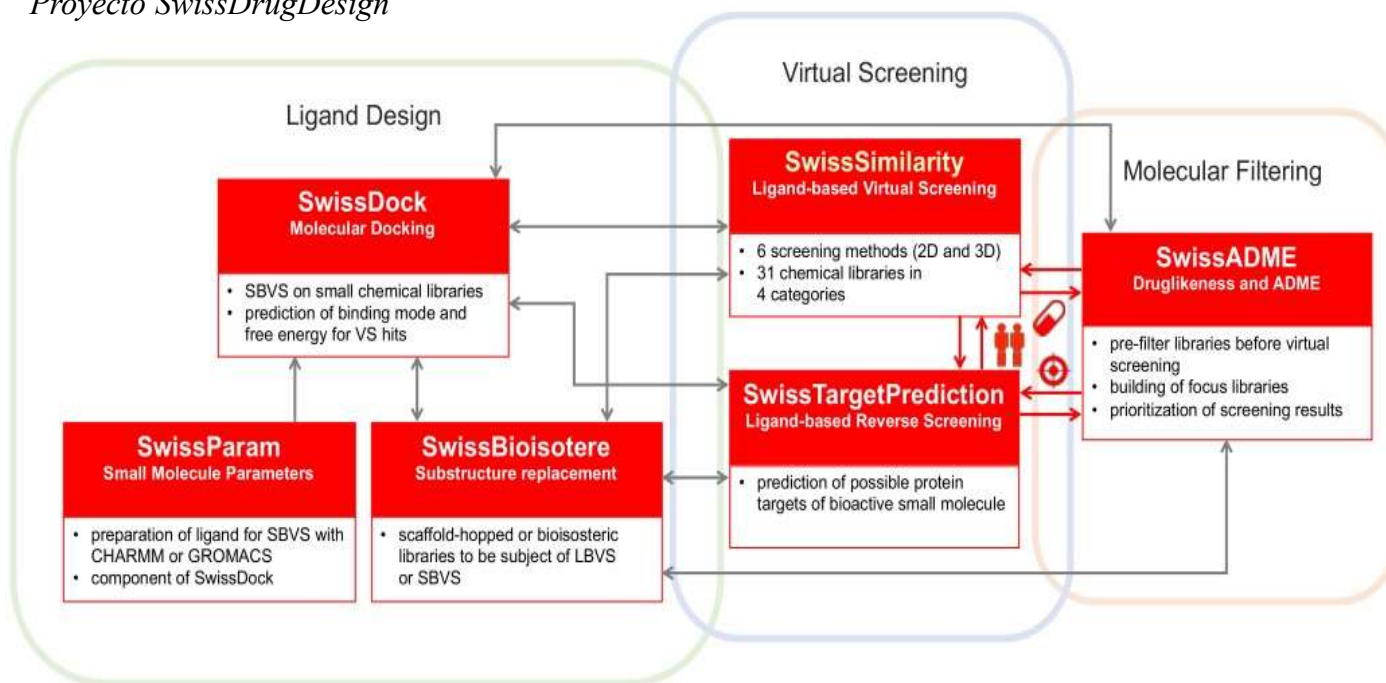 Proyecto SwissDrugDesign
Virtual Screening
Ligand Design
Molecular Filtering
SwissDock
Molecular Docking
• SBVS on small chemical libraries
• prediction of binding mode and
free energy for VS hits
SwissSimilarity
Ligand-based Virtual Screening
• 6 screening methods (2D and 3D)
• 31 chemical libraries in
4 categories
SwissADME
Druglikeness and ADME
• pre-filter libraries before virtual
screening
• building of focus libraries
• prioritization of screening results
SwissParam
Small Molecule Parameters
• preparation of ligand for SBVS with
CHARMM or GROMACS
• component of SwissDock
SwissBioisotere
Substructure replacement
• scaffold-hopped or bioisosteric
libraries to be subject of LBVS
or SBVS
SwissTargetPrediction
Ligand-based Reverse Screening
• prediction of possible protein
targets of bioactive small molecule